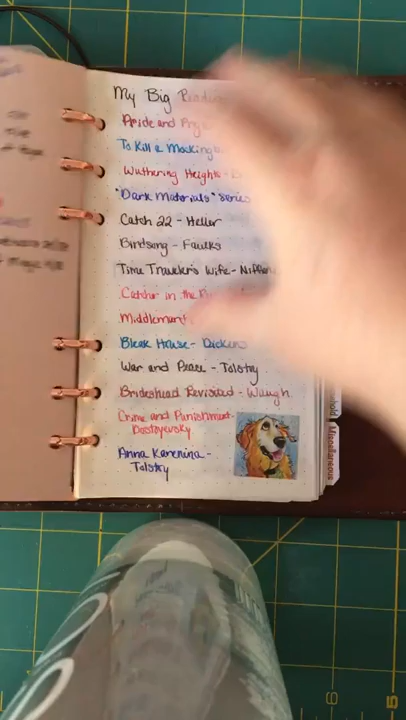 My Big Reading
Pride and
To Kill a Mocking
Wuthering Heights -
"Dark Materials" series
Catch 22 - Heller
Birdsong - Faulks
Time Traveler's Wife - Niffen
Catcher in the
Middlemarch
Bleak House - Dickens
War and Peace - Tolstoy
Brideshead Revisited - Waugh
Crime and Punishment -
Dostoyevsky
Anna Karenina -
Tolstoy
Miscellaneous